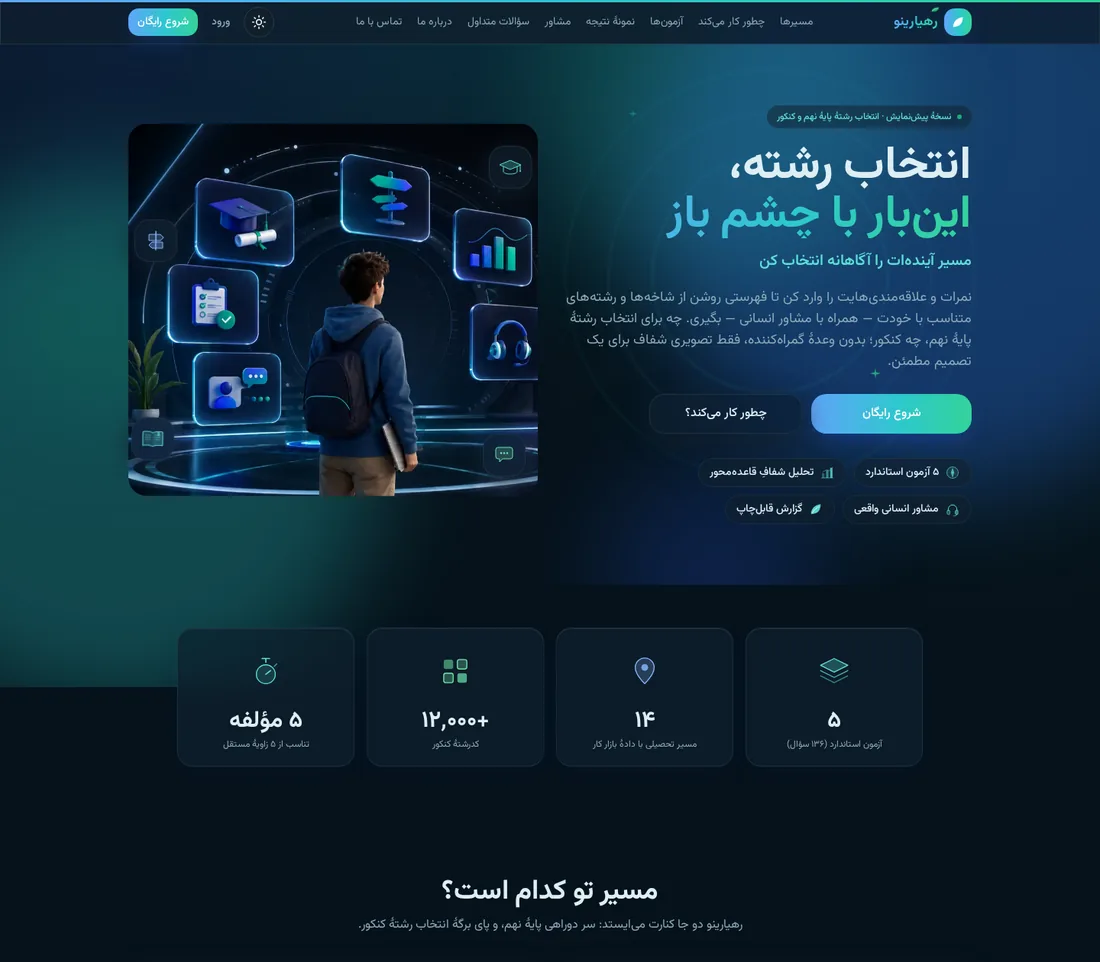 رهیارینو
مسیرها
چطور کار می‌کند
آزمون‌ها
نمونهٔ نتیجه
مشاور
سؤالات متداول
درباره ما
تماس با ما
ورود
شروع رایگان
نسخهٔ پیش‌نمایش · انتخاب رشتهٔ پایهٔ نهم و کنکور
انتخاب رشته،
این‌بار با چشم باز
مسیر آینده‌ات را آگاهانه انتخاب کن
نمرات و علاقه‌مندی‌هایت را وارد کن تا فهرستی روشن از شاخه‌ها و رشته‌های
متناسب با خودت — همراه با مشاور انسانی — بگیری. چه برای انتخاب رشتهٔ
پایهٔ نهم، چه کنکور؛ بدون وعدهٔ گمراه‌کننده، فقط تصویری شفاف برای یک
تصمیم مطمئن.
شروع رایگان
چطور کار می‌کند؟
۵ آزمون استاندارد
تحلیل شفافِ قاعده‌محور
مشاور انسانی واقعی
گزارش قابل‌چاپ
۵
آزمون استاندارد (۱۳۶ سؤال)
۱۴
مسیر تحصیلی با دادهٔ بازار کار
+۱۲,۰۰۰
کدرشتهٔ کنکور
۵ مؤلفه
تناسب از ۵ زاویهٔ مستقل
مسیر تو کدام است؟
رهیارینو دو جا کنارت می‌ایستد: سر دوراهی پایهٔ نهم، و پای برگهٔ انتخاب رشتهٔ کنکور.